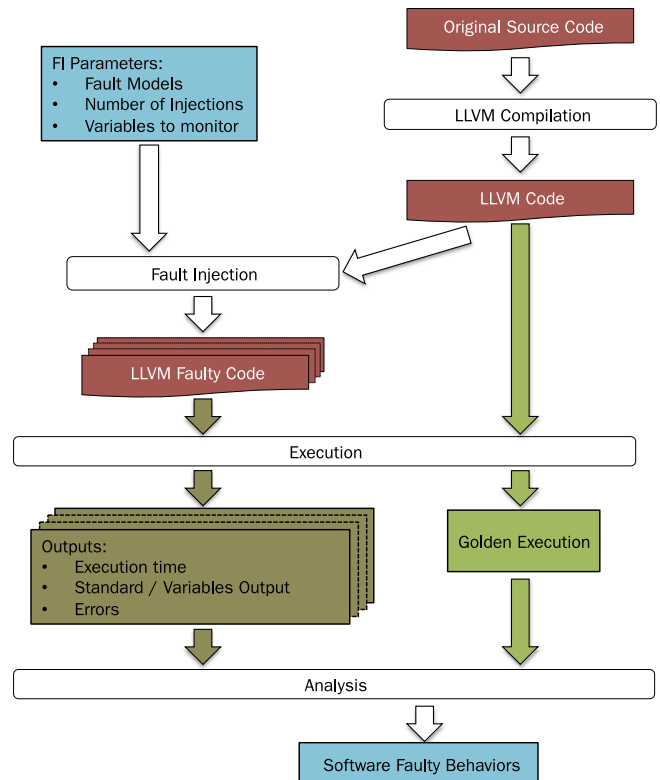 Original Source Code
FI Parameters:
• Fault Models
• Number of Injections
• Variables to monitor
LLVM Compilation
LLVM Code
Fault Injection
LLVM Faulty Code
Execution
Outputs:
• Execution time
• Standard / Variables Output
• Errors
Golden Execution
Analysis
Software Faulty Behaviors